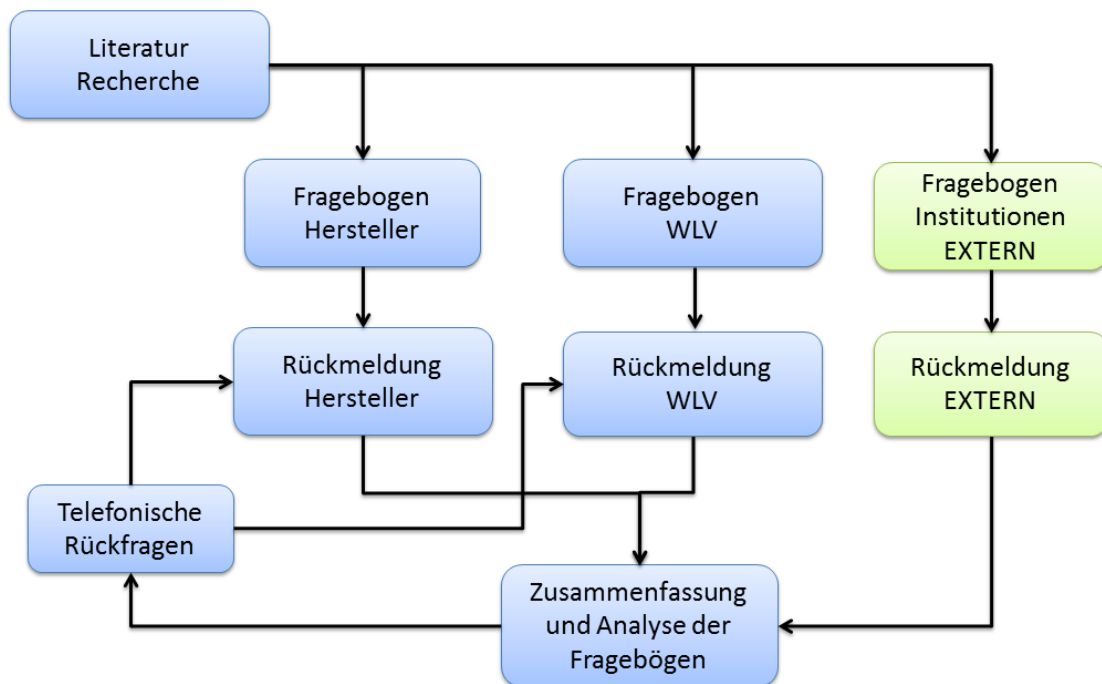 Literatur
Recherche
Fragebogen
Hersteller
Fragebogen
WLV
Fragebogen
Institutionen
EXTERN
Rückmeldung
Hersteller
Rückmeldung
WLV
Rückmeldung
EXTERN
Telefonische
Rückfragen
Zusammenfassung
und Analyse der
Fragebögen